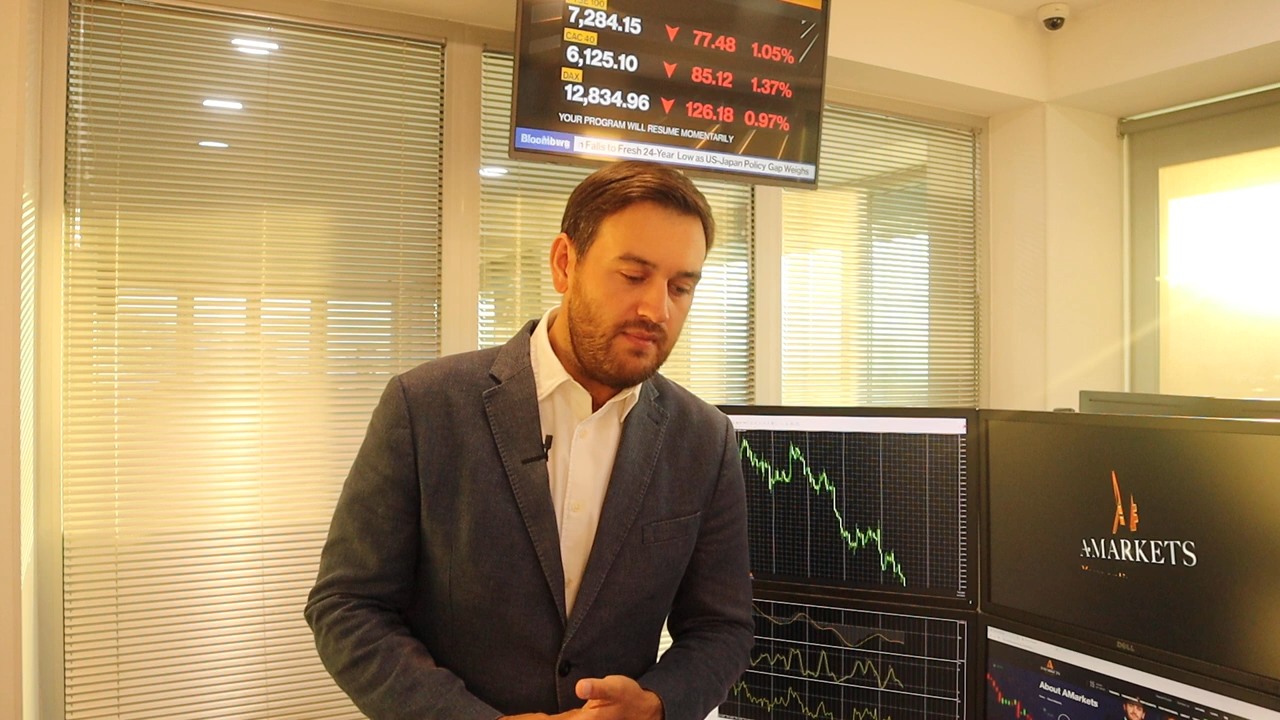 7,284.15 77.48 1.05%
CAC 40
6,125.10 85.12 1.37%
DAX
12,834.96 126.18 0.97%
YOUR PROGRAM WILL RESUME MOMENTARILY
Bloomberg Falls to Fresh 24-Year Low as US-Japan Policy Gap Weighs
AMARKETS
DELL
About AMarkets